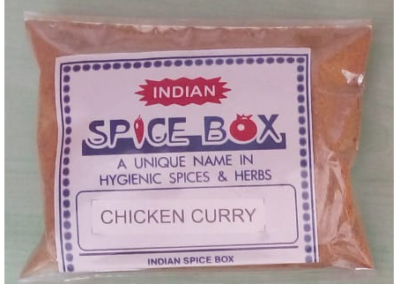 INDIAN
SPICE BOX
A UNIQUE NAME IN
HYGIENIC SPICES & HERBS
CHICKEN CURRY
INDIAN SPICE BOX